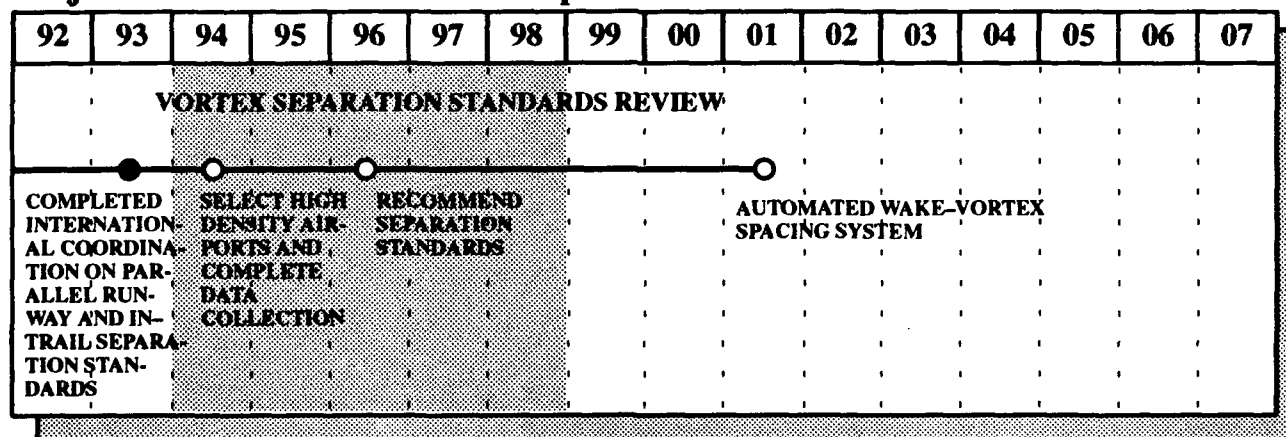 92 93 94 95 96 97 98 99 00 01 02 03 04 05 06 07
VORTEX SEPARATION STANDARDS REVIEW
COMPLETED
INTERNATION-
AL COORDINA-
TION ON PAR-
ALLEL RUN-
WAY AND IN-
TRAIL SEPARA-
TION STAN-
DARDS
SELECT HIGH
DENSITY AIR-
PORTS AND
COMPLETE
DATA
COLLECTION
RECOMMEND
SEPARATION
STANDARDS
AUTOMATED WAKE-VORTEX
SPACING SYSTEM